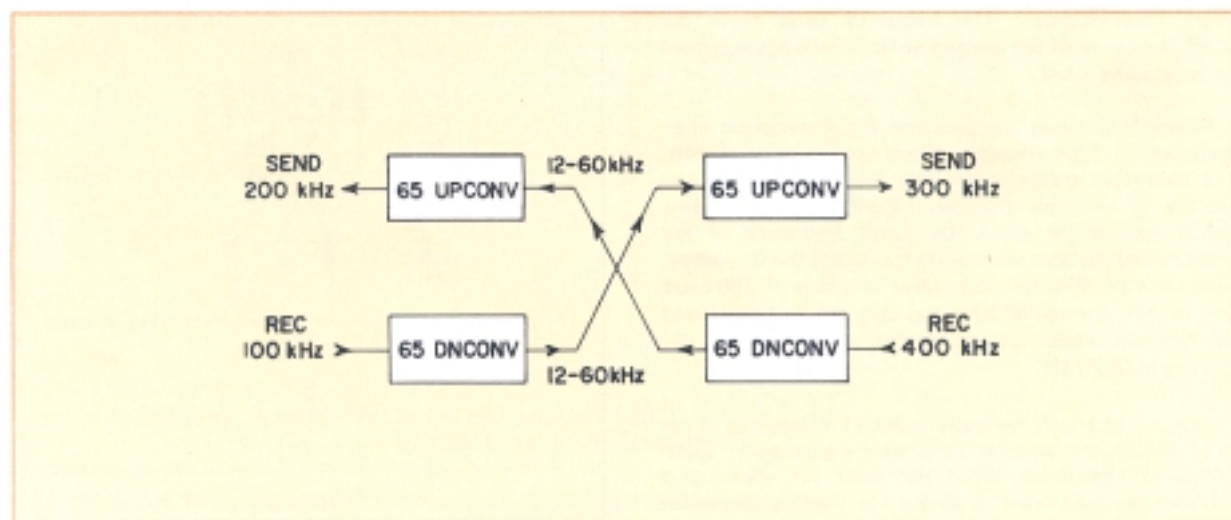 SEND
200 kHz
65 UPCONV
12-60kHz
65 UPCONV
SEND
300 kHz
REC
100 kHz
65 DNCONV
12-60kHz
65 DNCONV
REC
400 kHz